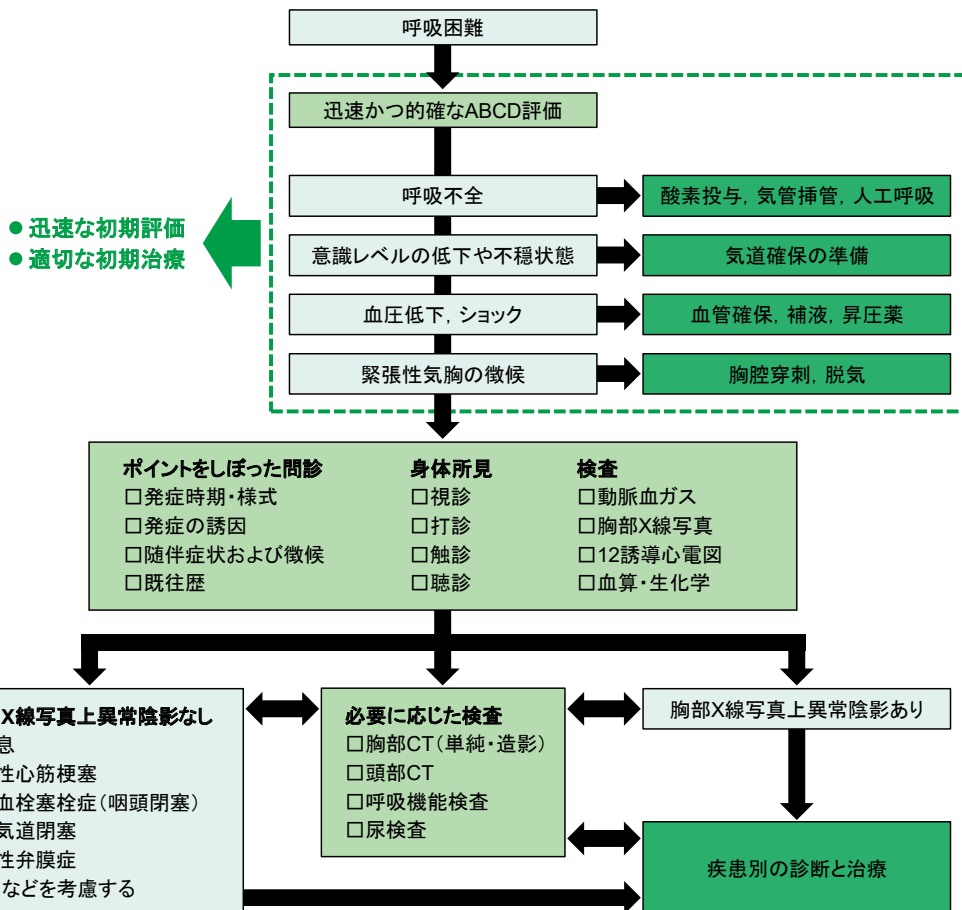 呼吸困難
迅速かつ的確なABCD評価
呼吸不全
酸素投与，気管挿管，人工呼吸
● 迅速な初期評価
● 適切な初期治療
意識レベルの低下や不穏状態
気道確保の準備
血圧低下，ショック
血管確保，補液，昇圧薬
緊張性気胸の徴候
胸腔穿刺，脱気
ポイントをしぼった問診
□発症時期・様式
□発症の誘因
□随伴症状および徴候
□既往歴
身体所見
□視診
□打診
□触診
□聴診
検査
□動脈血ガス
□胸部X線写真
□12誘導心電図
□血算・生化学
X線写真上異常陰影なし
息
性心筋梗塞
血栓塞栓症（咽頭閉塞）
気道閉塞
性弁膜症
などを考慮する
必要に応じた検査
□胸部CT（単純・造影）
□頭部CT
□呼吸機能検査
□尿検査
胸部X線写真上異常陰影あり
疾患別の診断と治療